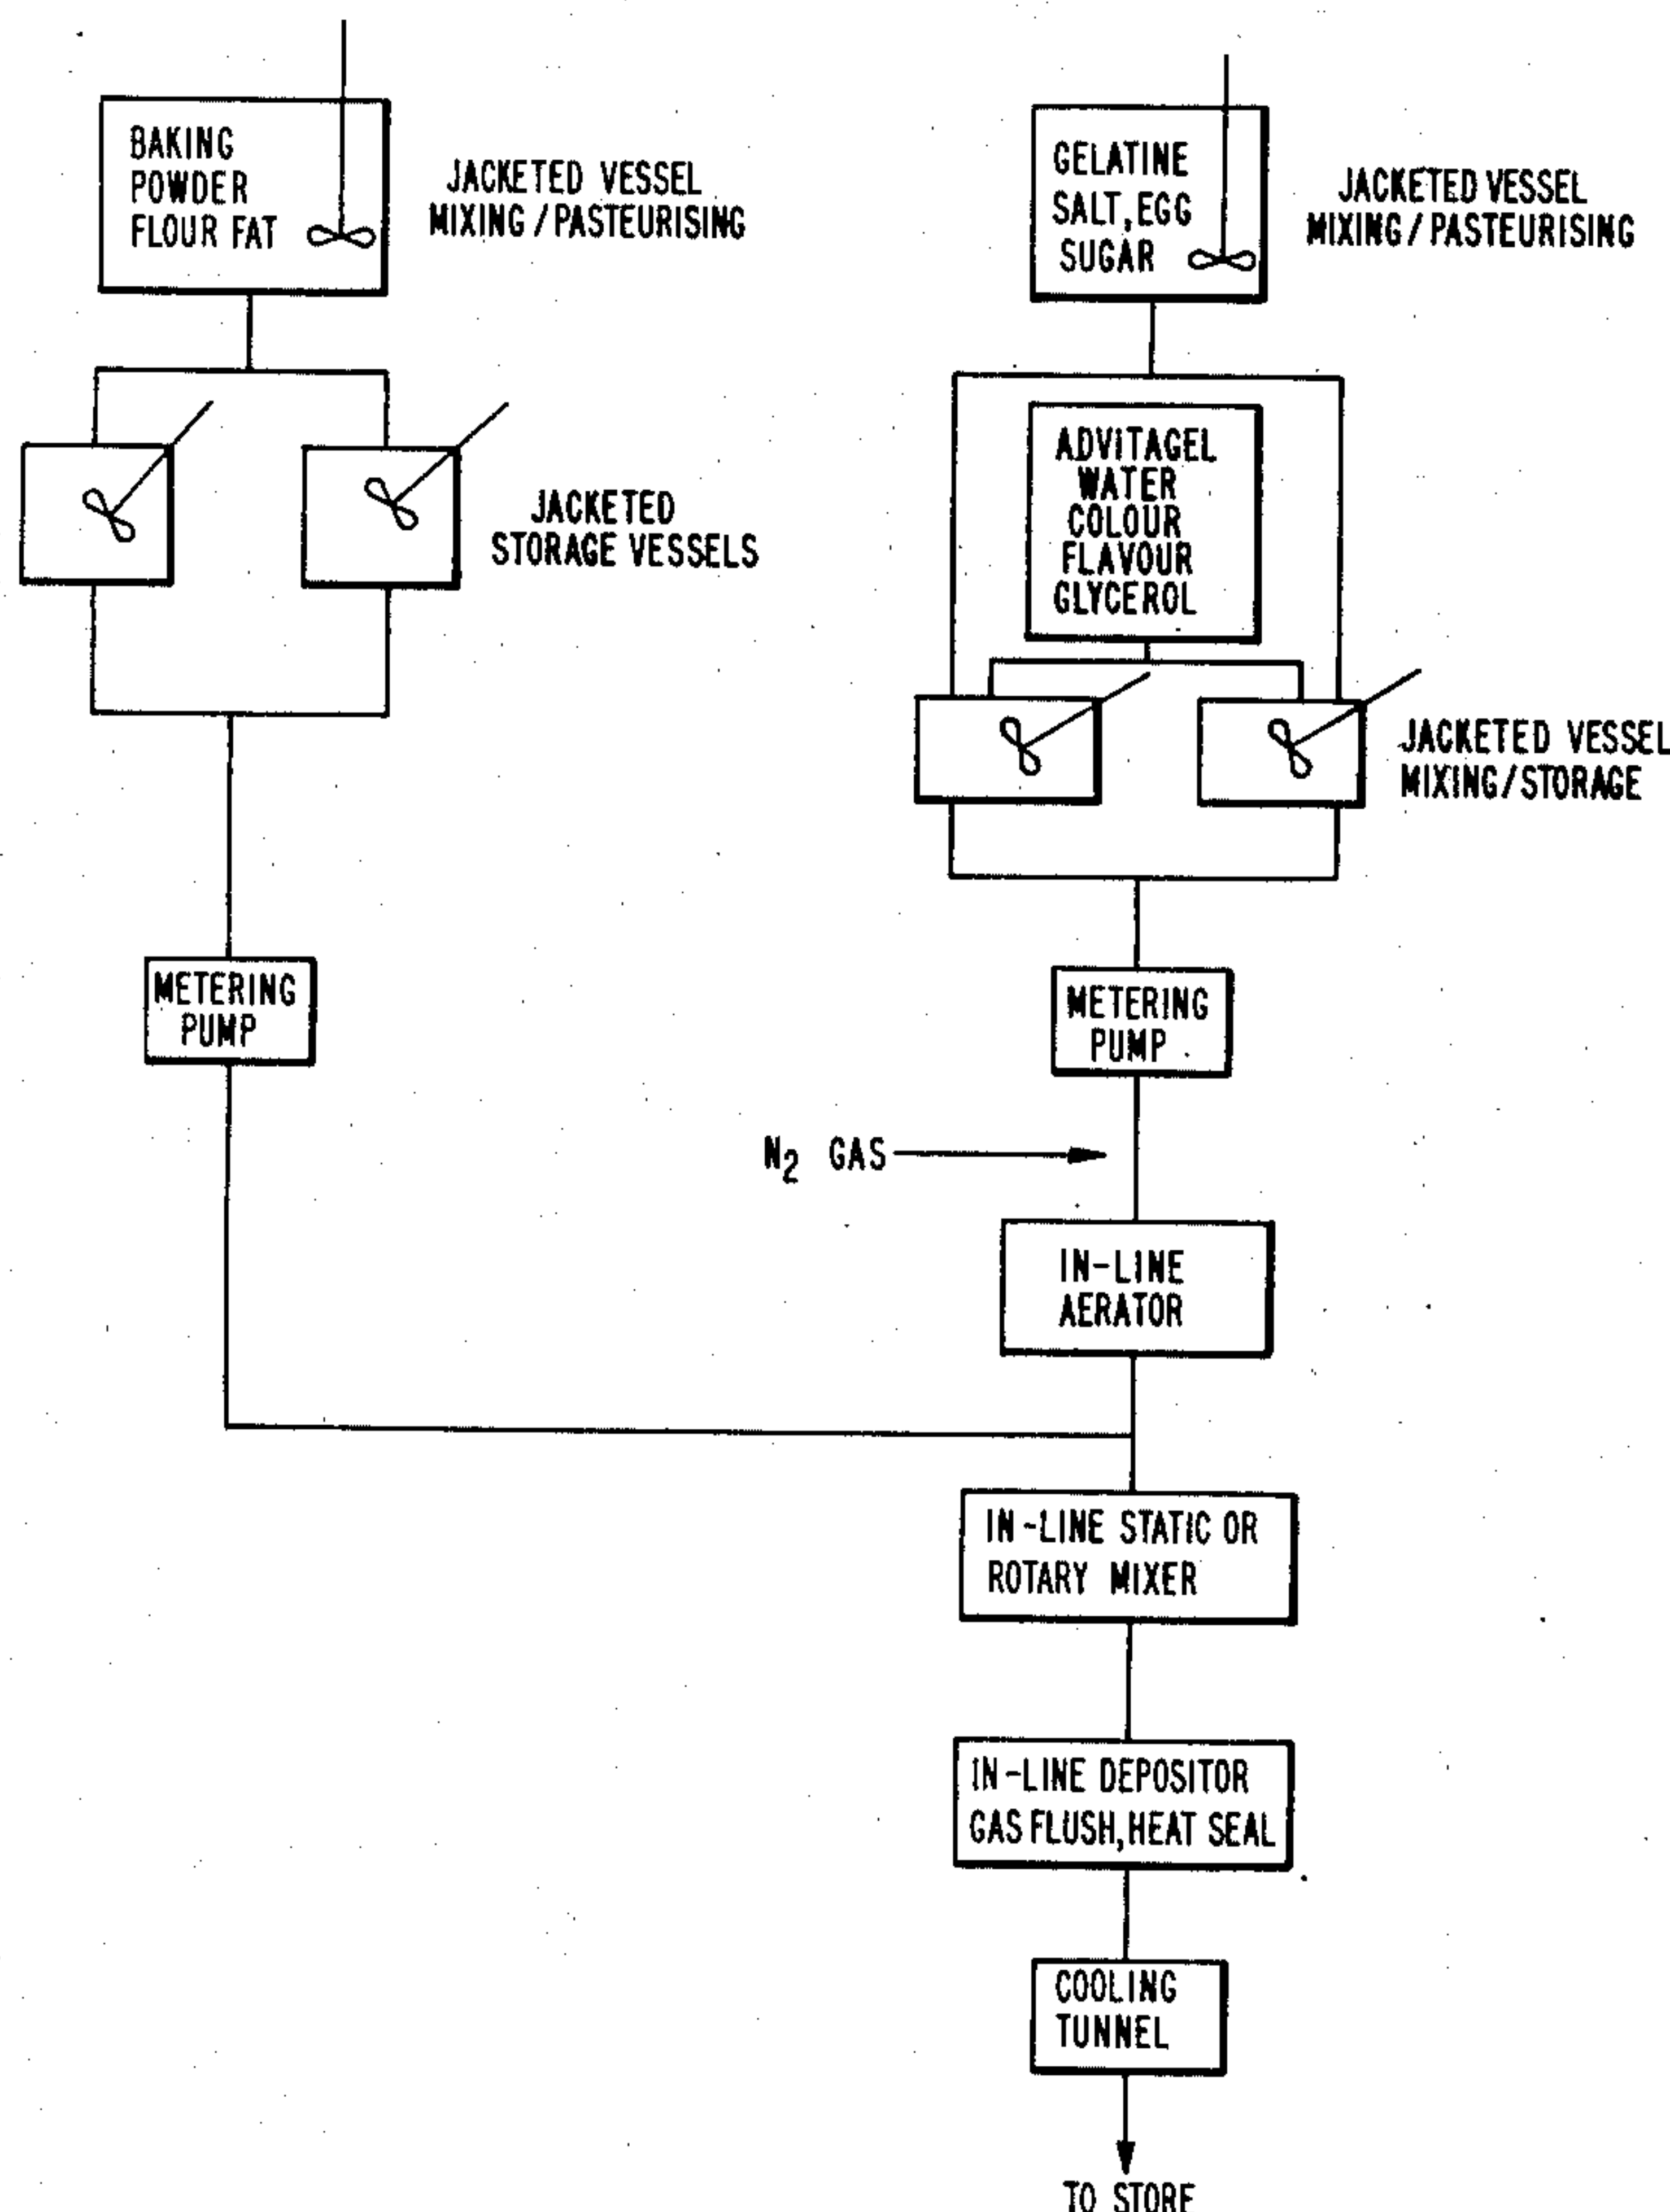 BAKING
POWDER
FLOUR FAT
JACKETED VESSEL
MIXING / PASTEURISING
GELATINE
SALT, EGG
SUGAR
JACKETED VESSEL
MIXING / PASTEURISING
JACKETED
STORAGE VESSELS
ADVITAGEL
WATER
COLOUR
FLAVOUR
GLYCEROL
JACKETED VESSEL
MIXING/STORAGE
METERING
PUMP
METERING
PUMP
N2 GAS
IN-LINE
AERATOR
IN-LINE STATIC OR
ROTARY MIXER
IN-LINE DEPOSITOR
GAS FLUSH, HEAT SEAL
COOLING
TUNNEL
TO STORE